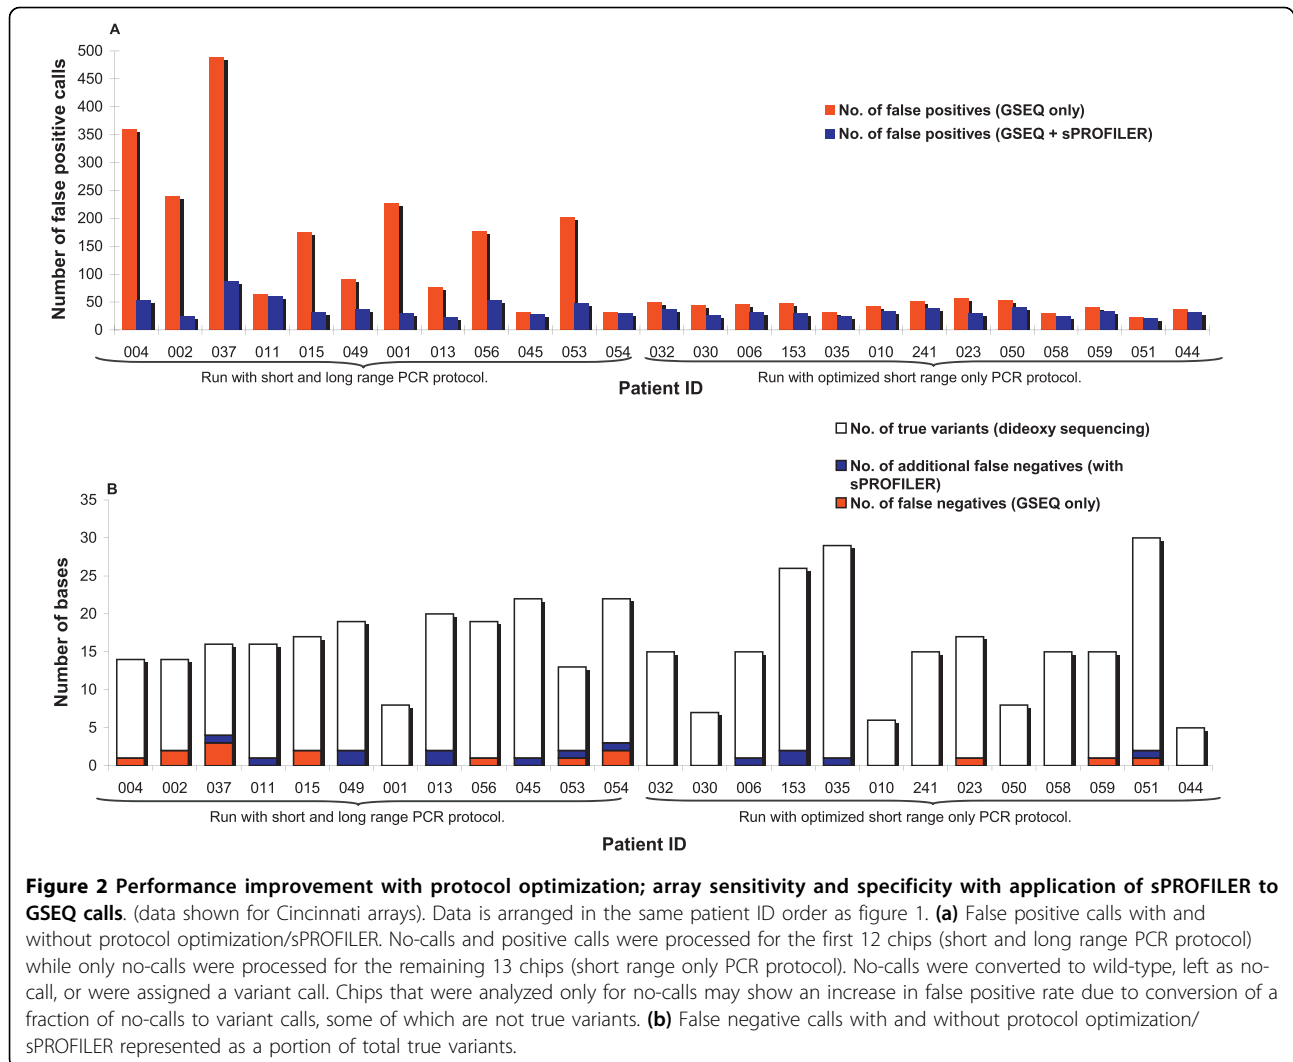 A
Number of false positive calls
500
450
400
350
300
250
200
150
100
50
0
No. of false positives (GSEQ only)
No. of false positives (GSEQ + sPROFILER)
004 002 037 011 015 049 001 013 056 045 053 054 032 030 006 153 035 010 241 023 050 058 059 051 044
Run with short and long range PCR protocol.
Run with optimized short range only PCR protocol.
Patient ID
No. of true variants (dideoxy sequencing)
No. of additional false negatives (with
sPROFILER)
No. of false negatives (GSEQ only)
B
Number of bases
35
30
25
20
15
10
5
0
004 002 037 011 015 049 001 013 056 045 053 054 032 030 006 153 035 010 241 023 050 058 059 051 044
Run with short and long range PCR protocol.
Run with optimized short range only PCR protocol.
Patient ID
Figure 2 Performance improvement with protocol optimization; array sensitivity and specificity with application of sPROFILER to
GSEQ calls. (data shown for Cincinnati arrays). Data is arranged in the same patient ID order as figure 1. (a) False positive calls with and
without protocol optimization/sPROFILER. No-calls and positive calls were processed for the first 12 chips (short and long range PCR protocol)
while only no-calls were processed for the remaining 13 chips (short range only PCR protocol). No-calls were converted to wild-type, left as no-
call, or were assigned a variant call. Chips that were analyzed only for no-calls may show an increase in false positive rate due to conversion of a
fraction of no-calls to variant calls, some of which are not true variants. (b) False negative calls with and without protocol optimization/
sPROFILER represented as a portion of total true variants.